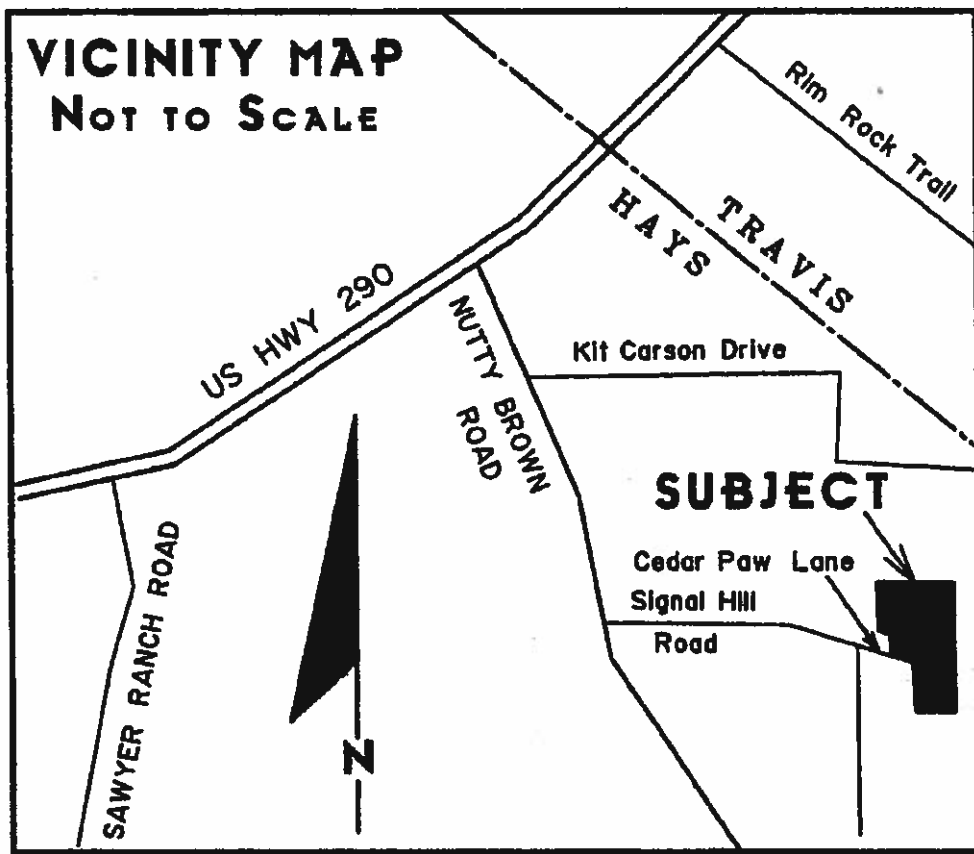 VICINITY MAP
NOT TO SCALE
Rim Rock Trail
TRAVIS
HAYS
US HWY 290
NUTTY BROWN
ROAD
Kit Carson Drive
SUBJECT
Cedar Paw Lane
Signal Hill
Road
SAWYER RANCH ROAD
N